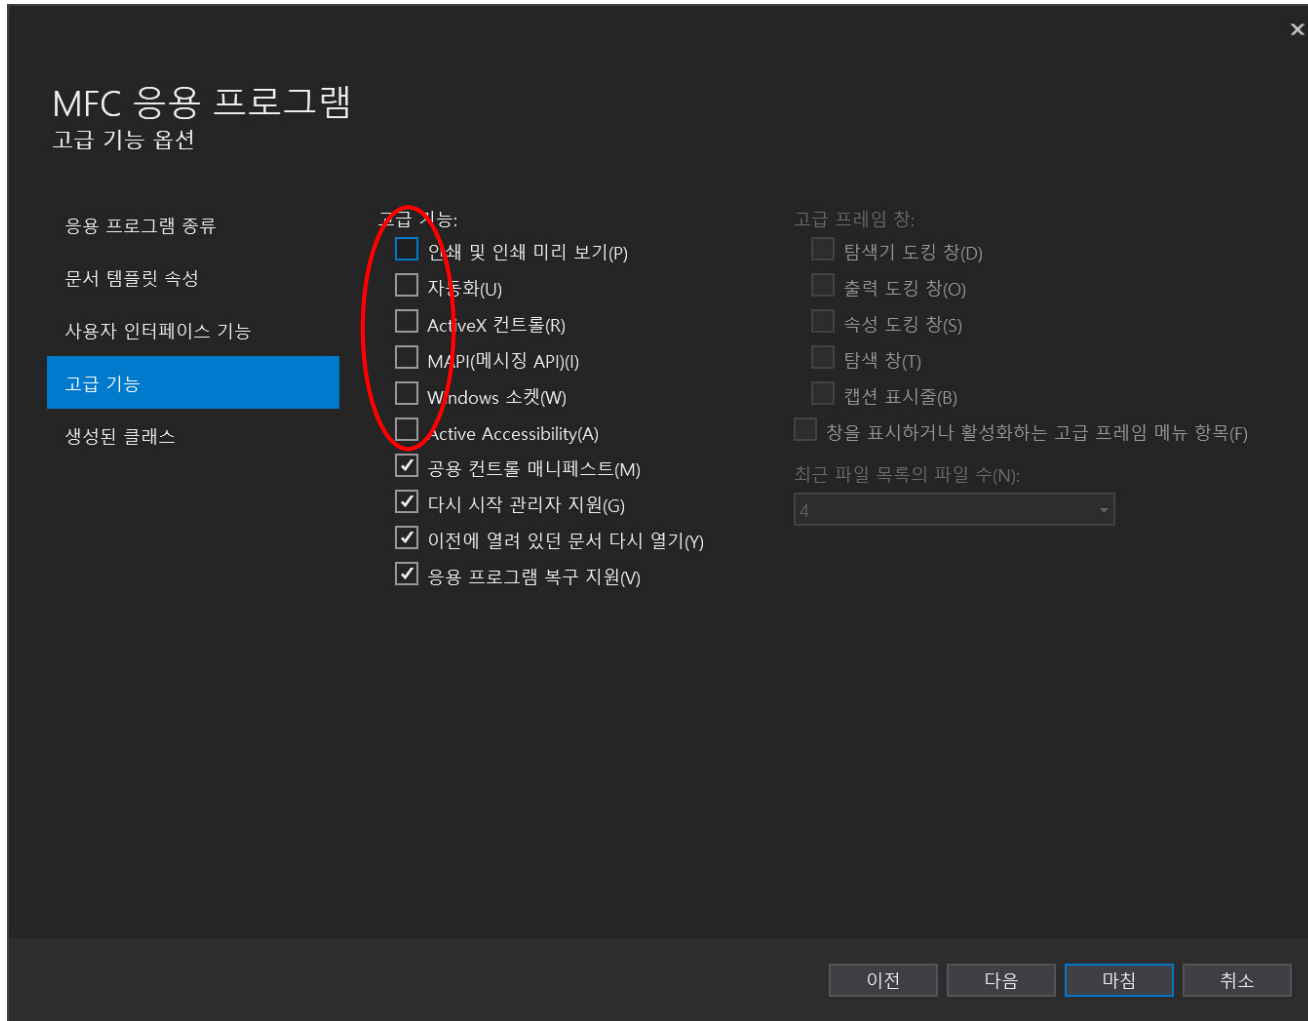 MFC 응용 프로그램
고급 기능 옵션
응용 프로그램 종류
문서 템플릿 속성
사용자 인터페이스 기능
고급 기능
생성된 클래스
고급 기능:
인쇄 및 인쇄 미리 보기(P)
자동화(U)
ActiveX 컨트롤(R)
MAPI(메시징 API)(I)
Windows 소켓(W)
Active Accessibility(A)
공용 컨트롤 매니페스트(M)
다시 시작 관리자 지원(G)
이전에 열려 있던 문서 다시 열기(Y)
응용 프로그램 복구 지원(V)
고급 프레임 창:
탐색기 도킹 창(D)
출력 도킹 창(O)
속성 도킹 창(S)
탐색 창(T)
캡션 표시줄(B)
창을 표시하거나 활성화하는 고급 프레임 메뉴 항목(F)
최근 파일 목록의 파일 수(N):
4
이전
다음
마침
취소